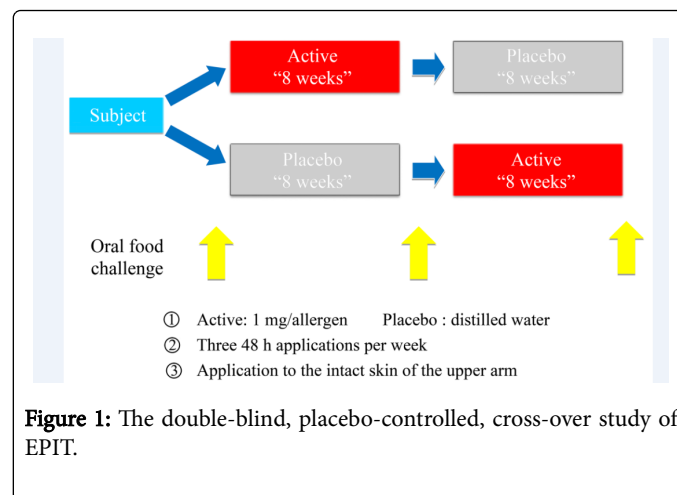 Active
“8 weeks”
Placebo
“8 weeks”
Subject
Placebo
“8 weeks”
Active
“8 weeks”
Oral food
challenge
① Active: 1 mg/allergen Placebo : distilled water
② Three 48 h applications per week
③ Application to the intact skin of the upper arm
Figure 1: The double-blind, placebo-controlled, cross-over study of
EPIT.